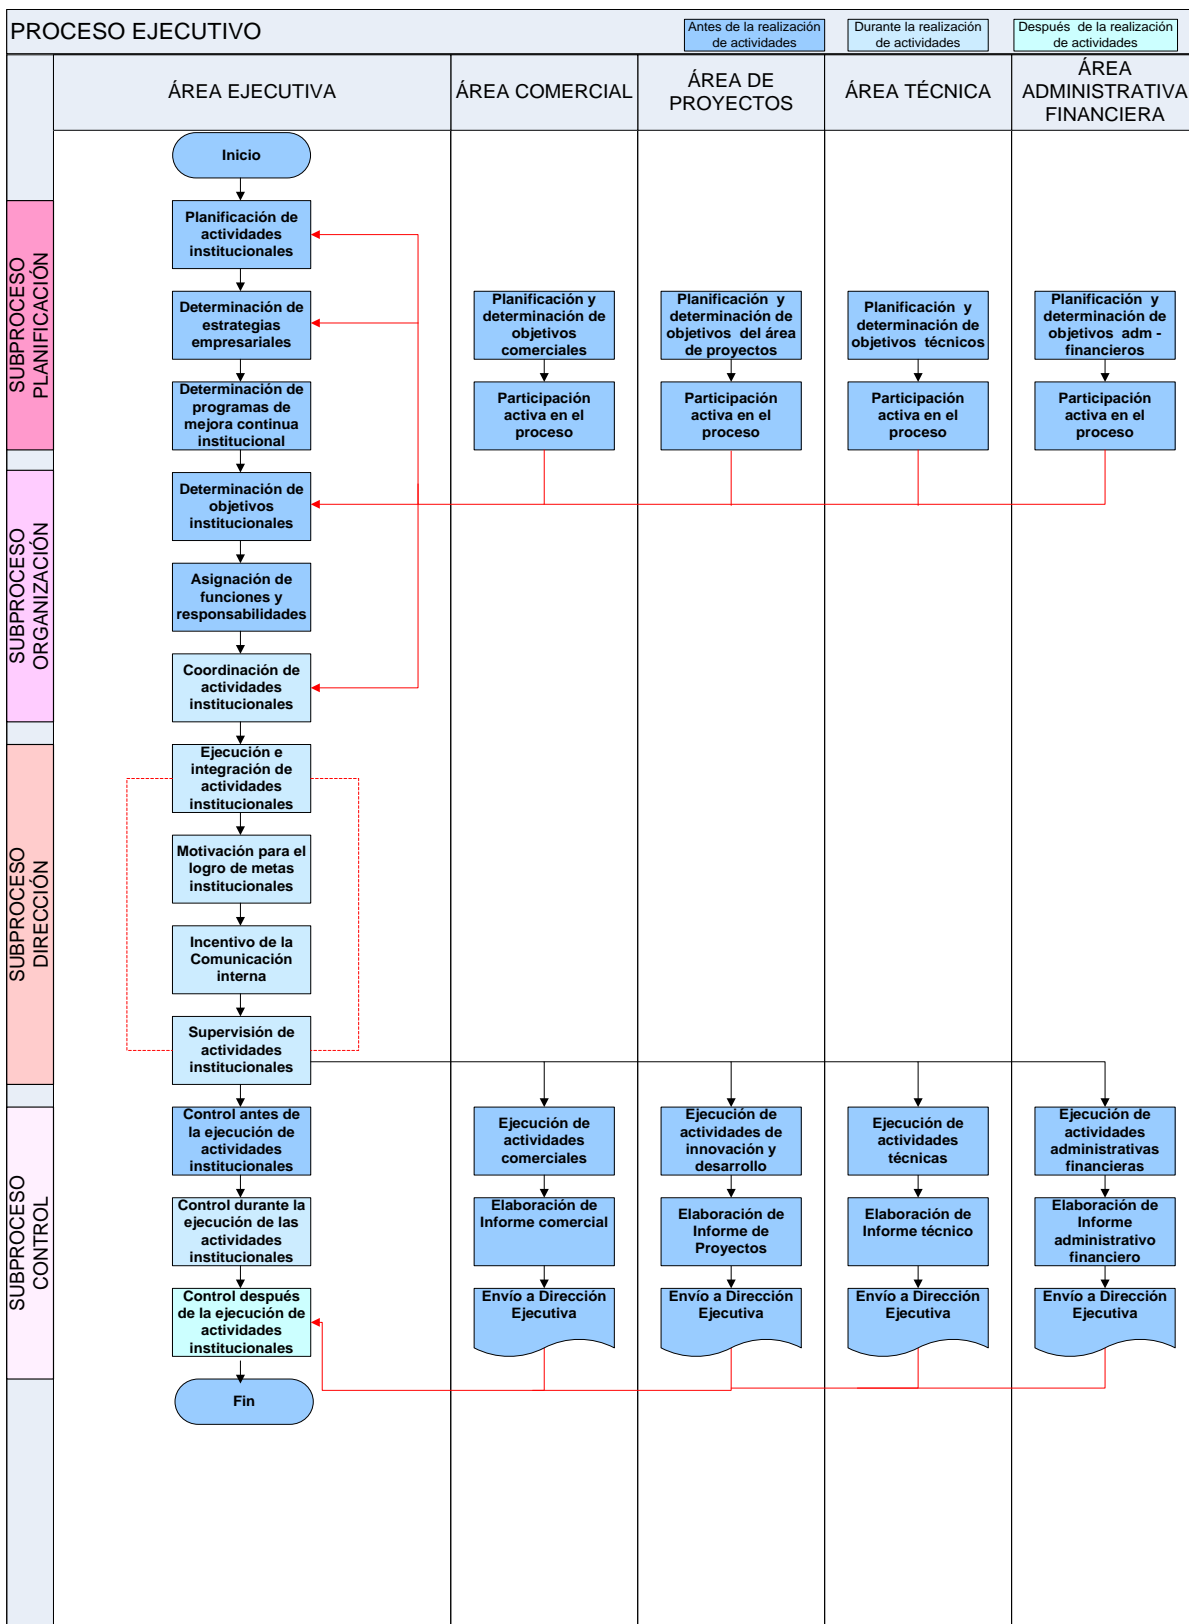 PROCESO EJECUTIVO
Antes de la realización
de actividades
Durante la realización
de actividades
Después  de la realización
de actividades
ÁREA EJECUTIVA
ÁREA COMERCIAL
ÁREA DE
PROYECTOS
ÁREA TÉCNICA
ÁREA
ADMINISTRATIVA
FINANCIERA
Inicio
SUBPROCESO
PLANIFICACIÓN
Planificación de
actividades
institucionales
Determinación de
estrategias
empresariales
Planificación y
determinación de
objetivos
comerciales
Planificación  y
determinación de
objetivos  del área
de proyectos
Planificación  y
determinación de
objetivos  técnicos
Planificación  y
determinación de
objetivos  adm -
financieros
Determinación de
programas de
mejora continua
institucional
Participación
activa en el
proceso
Participación
activa en el
proceso
Participación
activa en el
proceso
Participación
activa en el
proceso
SUBPROCESO
ORGANIZACIÓN
Determinación de
objetivos
institucionales
Asignación de
funciones y
responsabilidades
Coordinación de
actividades
institucionales
SUBPROCESO
DIRECCIÓN
Ejecución e
integración de
actividades
institucionales
Motivación para el
logro de metas
institucionales
Incentivo de la
Comunicación
interna
Supervisión de
actividades
institucionales
SUBPROCESO
CONTROL
Control antes de
la ejecución de
actividades
institucionales
Ejecución de
actividades
comerciales
Ejecución de
actividades de
innovación y
desarrollo
Ejecución de
actividades
técnicas
Ejecución de
actividades
administrativas
financieras
Control durante la
ejecución de las
actividades
institucionales
Elaboración de
Informe comercial
Elaboración de
Informe de
Proyectos
Elaboración de
Informe técnico
Elaboración de
Informe
administrativo
financiero
Control después
de la ejecución de
actividades
institucionales
Envío a Dirección
Ejecutiva
Envío a Dirección
Ejecutiva
Envío a Dirección
Ejecutiva
Envío a Dirección
Ejecutiva
Fin